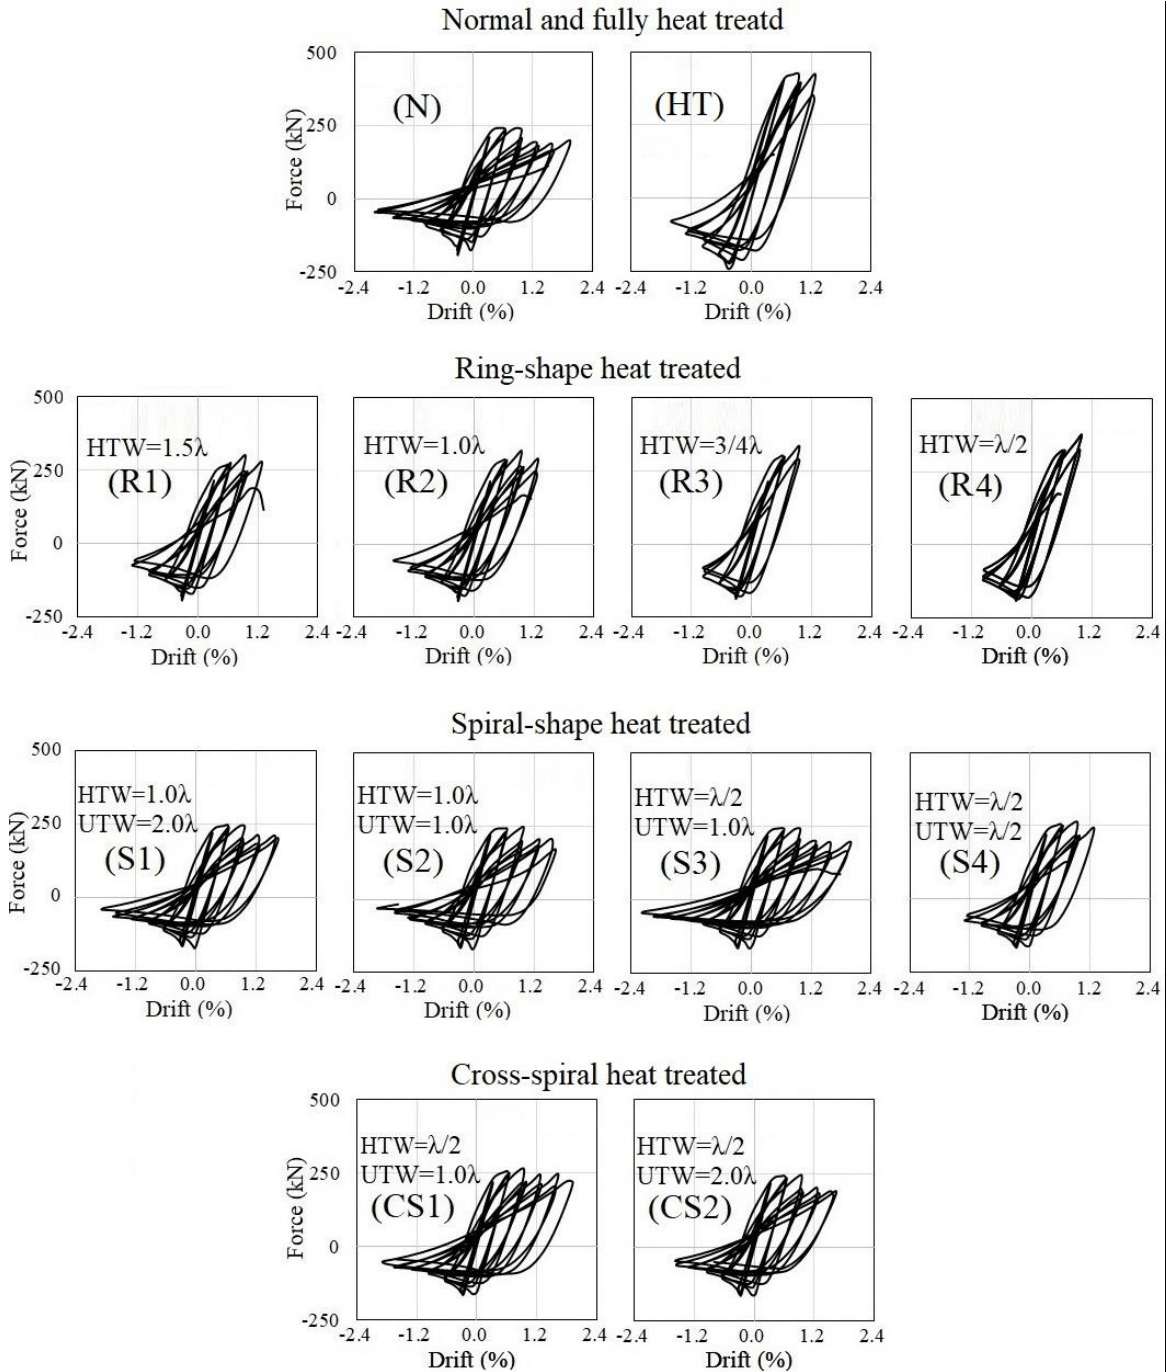 Normal and fully heat treatd
500
250
0
-250
Force (kN)
(N)
(HT)
-2.4 -1.2 0.0 1.2 2.4 -2.4 -1.2 0.0 1.2 2.4
Drift (%) Drift (%)
Ring-shape heat treated
500
250
0
-250
Force (kN)
HTW=1.5λ
(R1)
HTW=1.0λ
(R2)
HTW=3/4λ
(R3)
HTW=λ/2
(R4)
-2.4 -1.2 0.0 1.2 2.4 -2.4 -1.2 0.0 1.2 2.4 -2.4 -1.2 0.0 1.2 2.4 -2.4 -1.2 0.0 1.2 2.4
Drift (%) Drift (%) Drift (%) Drift (%)
Spiral-shape heat treated
500
250
0
-250
Force (kN)
HTW=1.0λ
UTW=2.0λ
(S1)
HTW=1.0λ
UTW=1.0λ
(S2)
HTW=λ/2
UTW=1.0λ
(S3)
HTW=λ/2
UTW=λ/2
(S4)
-2.4 -1.2 0.0 1.2 2.4 -2.4 -1.2 0.0 1.2 2.4 -2.4 -1.2 0.0 1.2 2.4 -2.4 -1.2 0.0 1.2 2.4
Drift (%) Drift (%) Drift (%) Drift (%)
Cross-spiral heat treated
500
250
0
-250
Force (kN)
HTW=λ/2
UTW=1.0λ
(CS1)
HTW=λ/2
UTW=2.0λ
(CS2)
-2.4 -1.2 0.0 1.2 2.4 -2.4 -1.2 0.0 1.2 2.4
Drift (%) Drift (%)